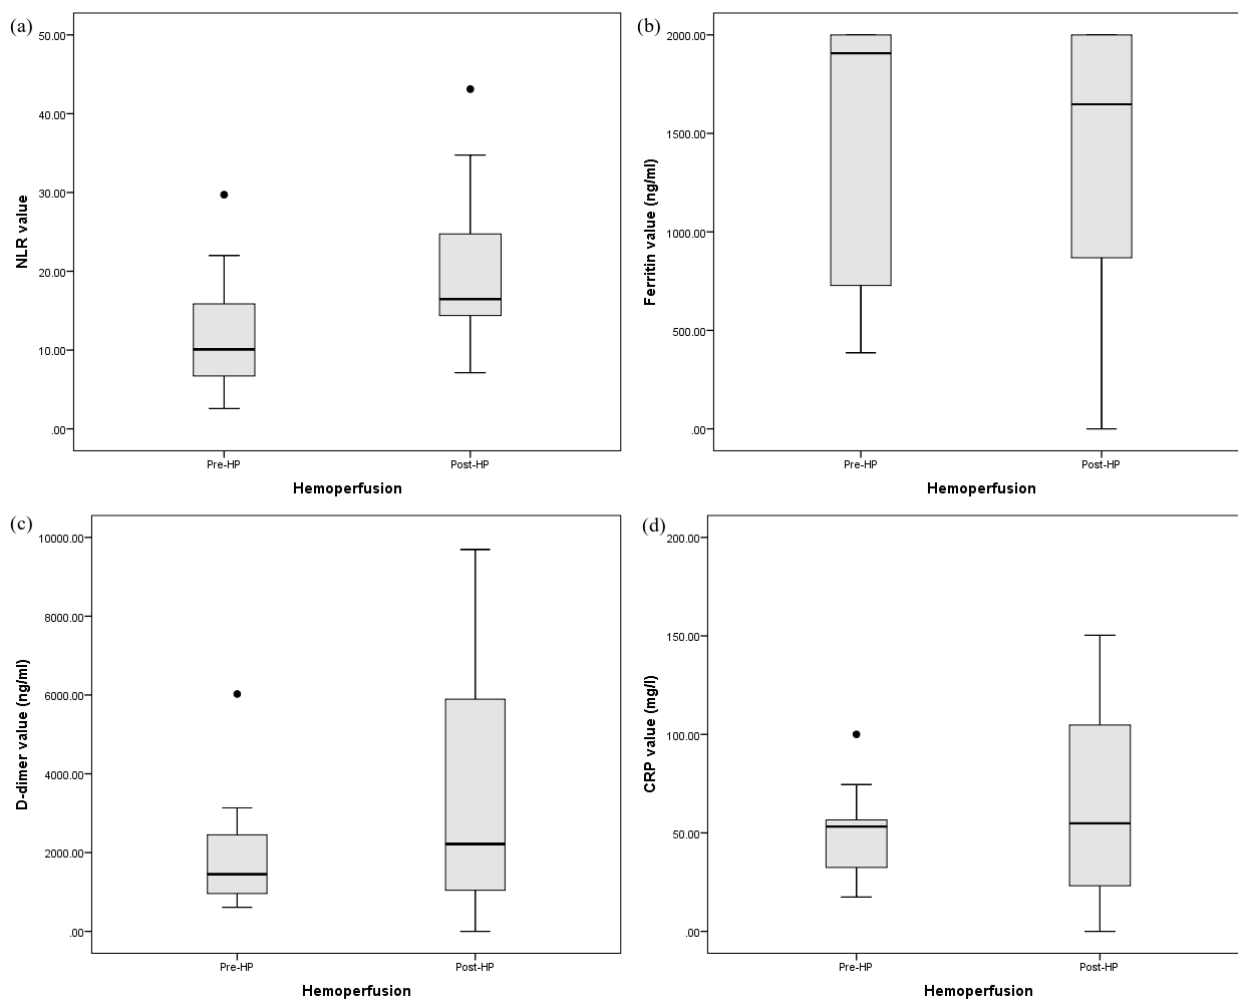 (a)
50.00
40.00
30.00
20.00
10.00
.00
NLR value
Pre-HP Post-HP
Hemoperfusion
(b)
2000.00
1500.00
1000.00
500.00
.00
Ferritin value (ng/ml)
Pre-HP Post-HP
Hemoperfusion
(c)
10000.00
8000.00
6000.00
4000.00
2000.00
.00
D-dimer value (ng/ml)
Pre-HP Post-HP
Hemoperfusion
(d)
200.00
150.00
100.00
50.00
.00
CRP value (mg/l)
Pre-HP Post-HP
Hemoperfusion